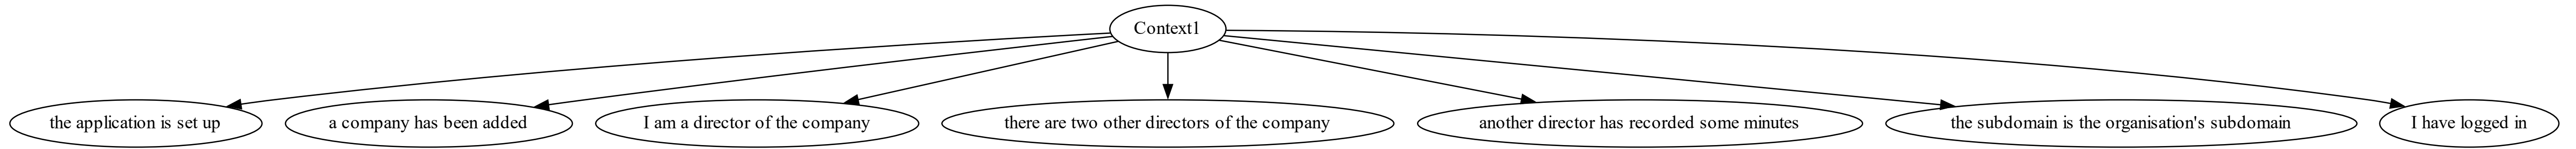 Context1
the application is set up
a company has been added
I am a director of the company
there are two other directors of the company
another director has recorded some minutes
the subdomain is the organisation's subdomain
I have logged in